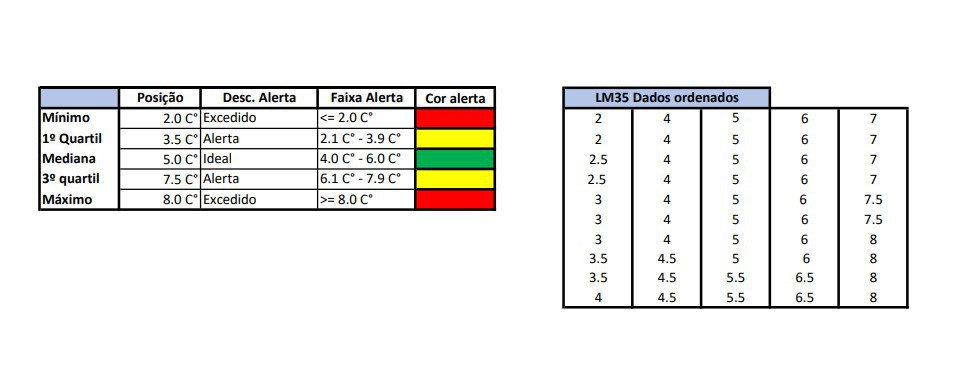 Posição Desc. Alerta Faixa Alerta Cor alerta
Mínimo 2.0 C° Excedido <= 2.0 C°
1º Quartil 3.5 C° Alerta 2.1 C° - 3.9 C°
Mediana 5.0 C° Ideal 4.0 C° - 6.0 C°
3º quartil 7.5 C° Alerta 6.1 C° - 7.9 C°
Máximo 8.0 C° Excedido >= 8.0 C°
LM35 Dados ordenados
2 4 5 6 7
2 4 5 6 7
2.5 4 5 6 7
2.5 4 5 6 7
3 4 5 6 7.5
3 4 5 6 7.5
3 4 5 6 8
3.5 4.5 5 6 8
3.5 4.5 5.5 6.5 8
4 4.5 5.5 6.5 8